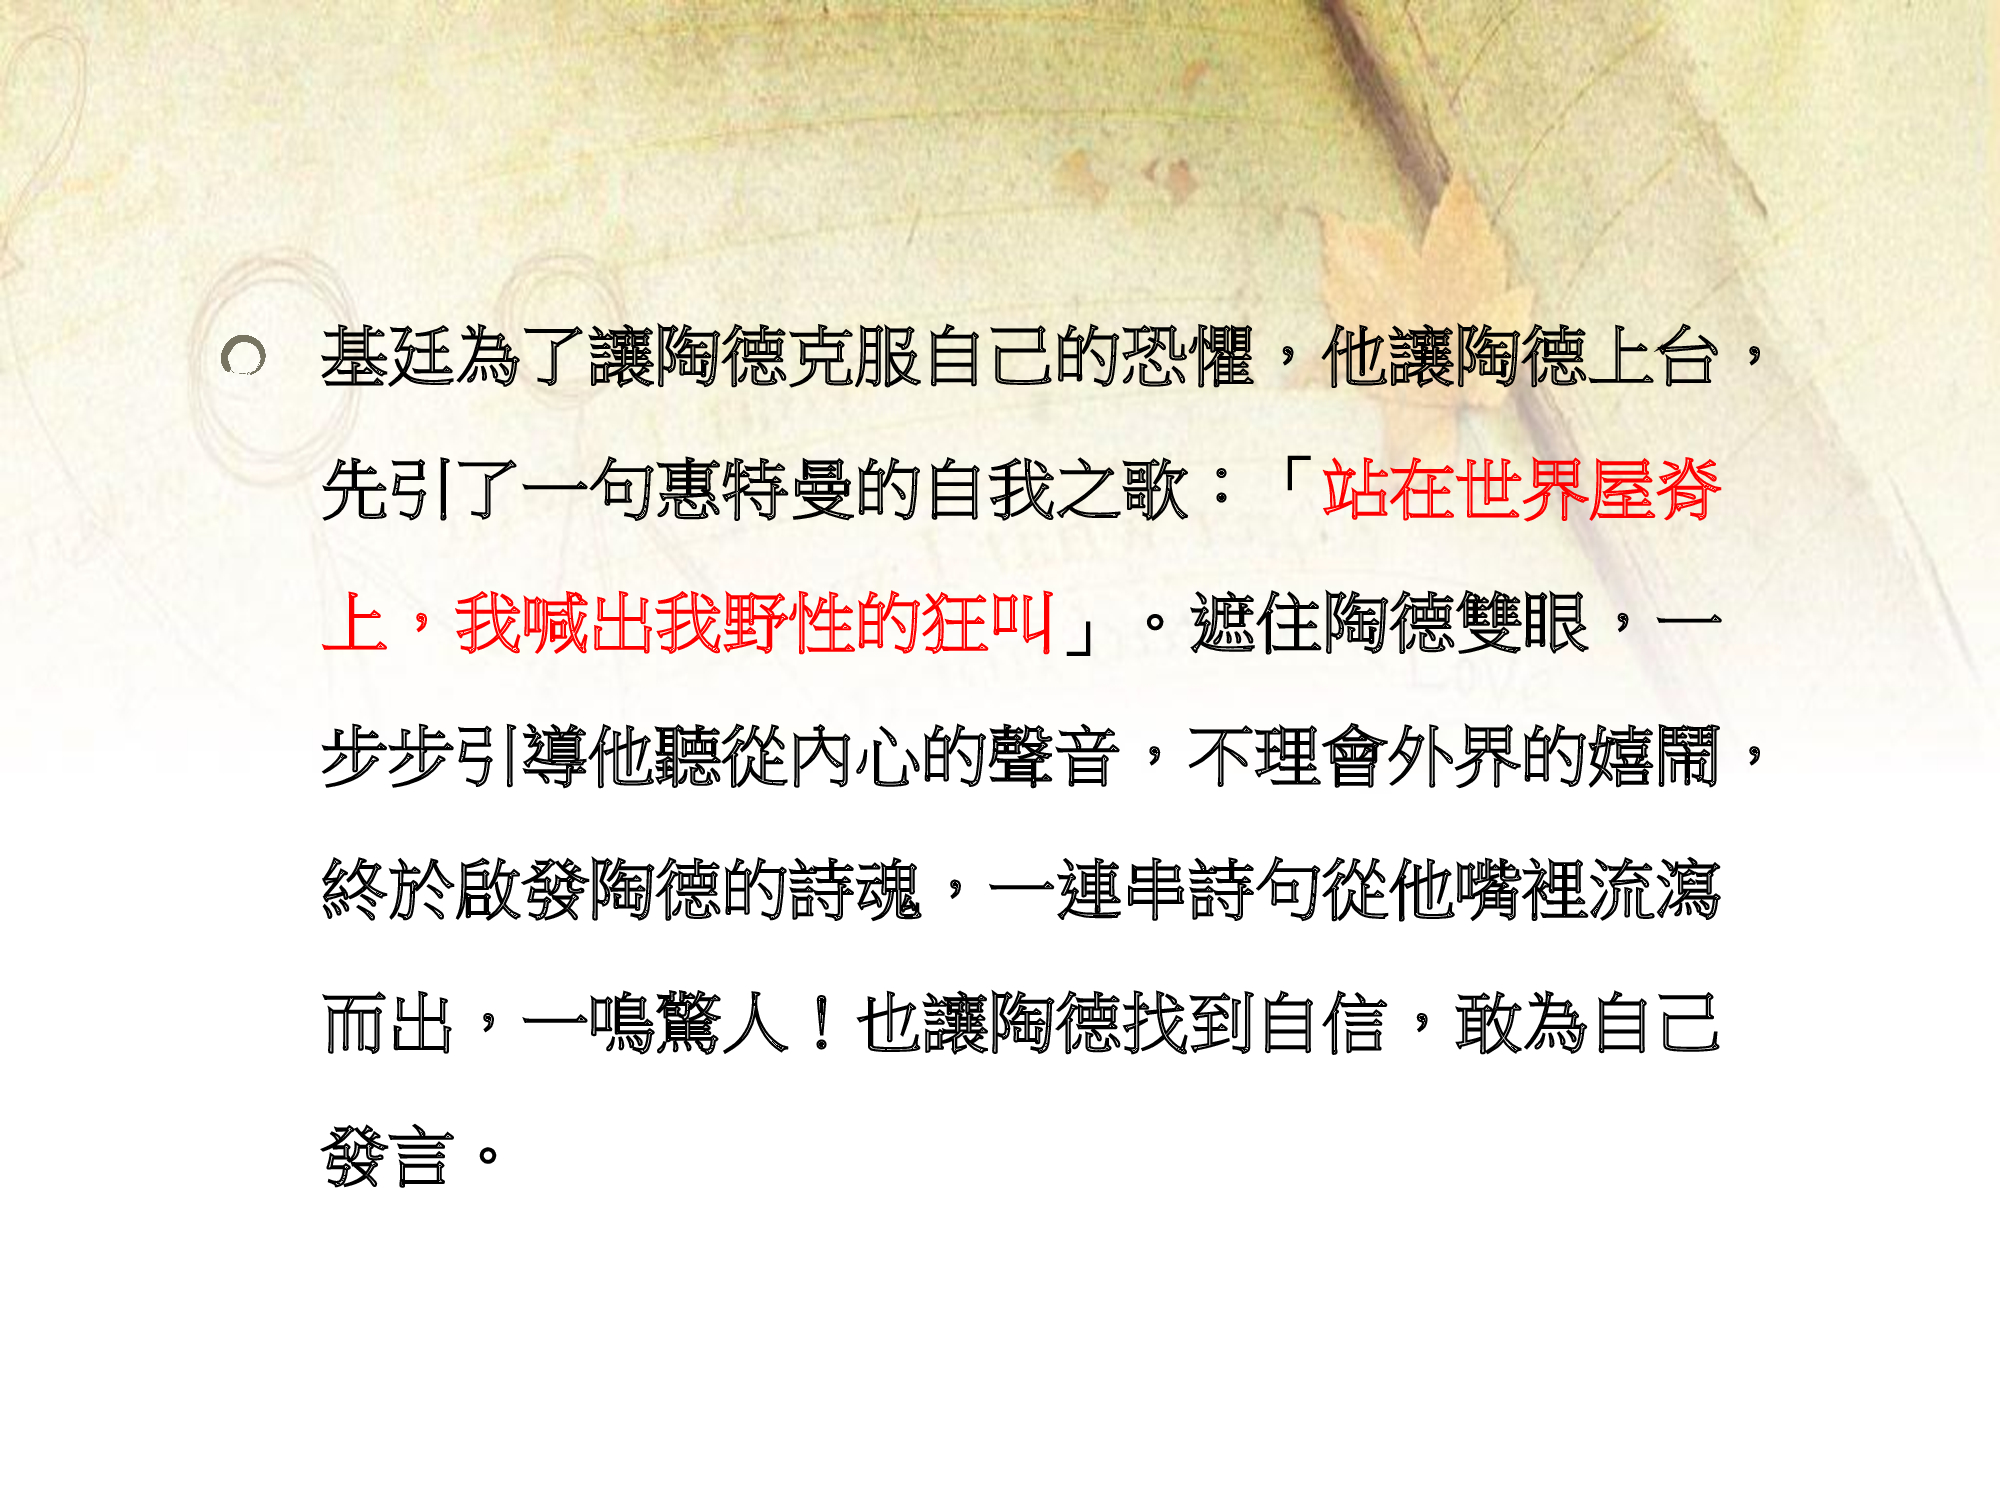 基廷為了讓陶德克服自己的恐懼，他讓陶德上台，
先引了一句惠特曼的自我之歌：「站在世界屋脊
上，我喊出我野性的狂叫」。遮住陶德雙眼，一
步步引導他聽從內心的聲音，不理會外界的嬉鬧，
終於啟發陶德的詩魂，一連串詩句從他嘴裡流瀉
而出，一鳴驚人！也讓陶德找到自信，敢為自己
發言。